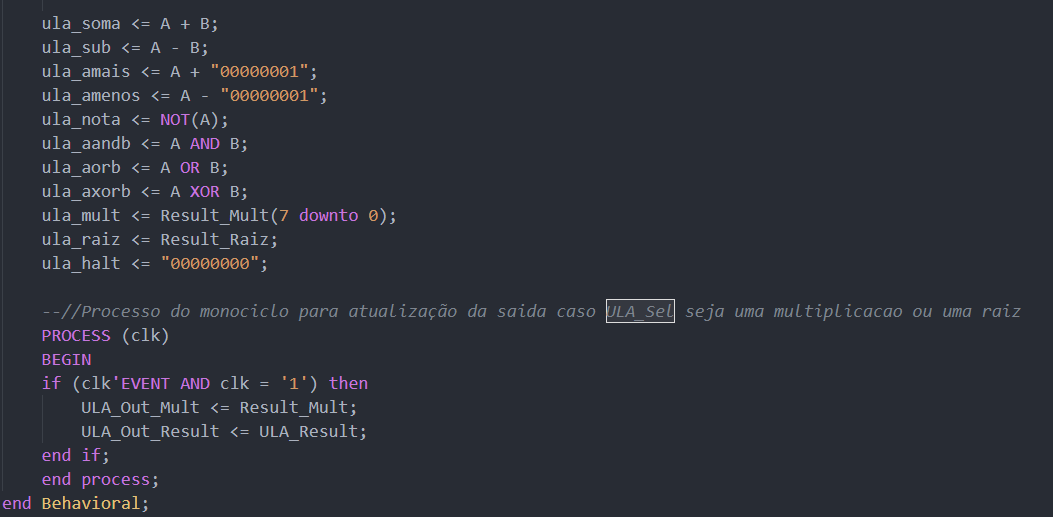 ula_soma <= A + B;
ula_sub <= A - B;
ula_amais <= A + "00000001";
ula_amenos <= A - "00000001";
ula_nota <= NOT(A);
ula_aandb <= A AND B;
ula_aorb <= A OR B;
ula_axorb <= A XOR B;
ula_mult <= Result_Mult(7 downto 0);
ula_raiz <= Result_Raiz;
ula_halt <= "00000000";
--//Processo do monociclo para atualização da saida caso ULA_Sel seja uma multiplicacao ou uma raiz
PROCESS (clk)
BEGIN
if (clk'EVENT AND clk = '1') then
ULA_Out_Mult <= Result_Mult;
ULA_Out_Result <= ULA_Result;
end if;
end process;
end Behavioral;